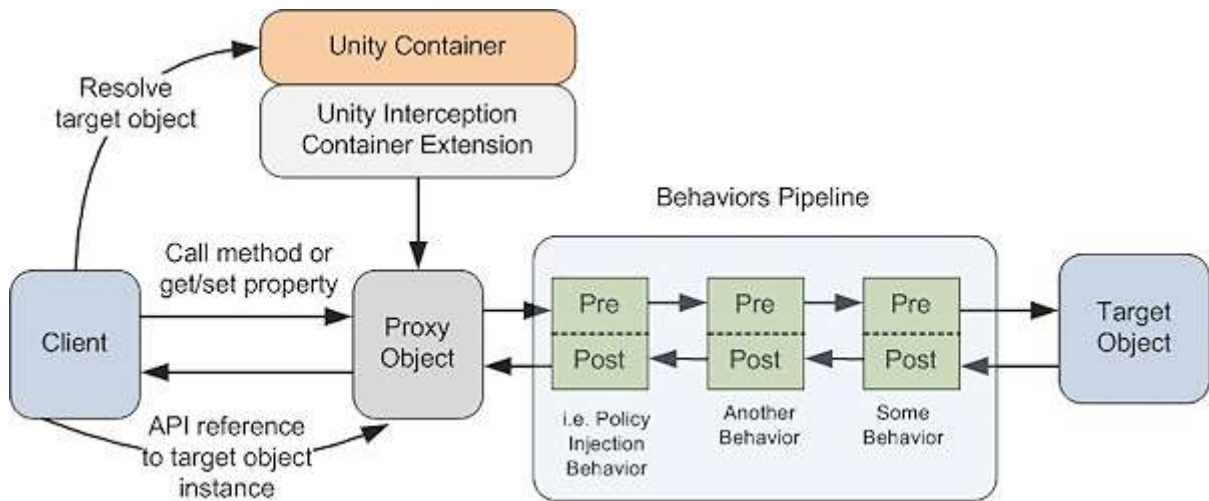 Unity Container
Resolve
target object
Unity Interception
Container Extension
Behaviors Pipeline
Call method or
get/set property
Client
Proxy
Object
Pre
Post
Pre
Post
Pre
Post
Target
Object
i.e. Policy
Injection
Behavior
Another
Behavior
Some
Behavior
API reference
to target object
instance